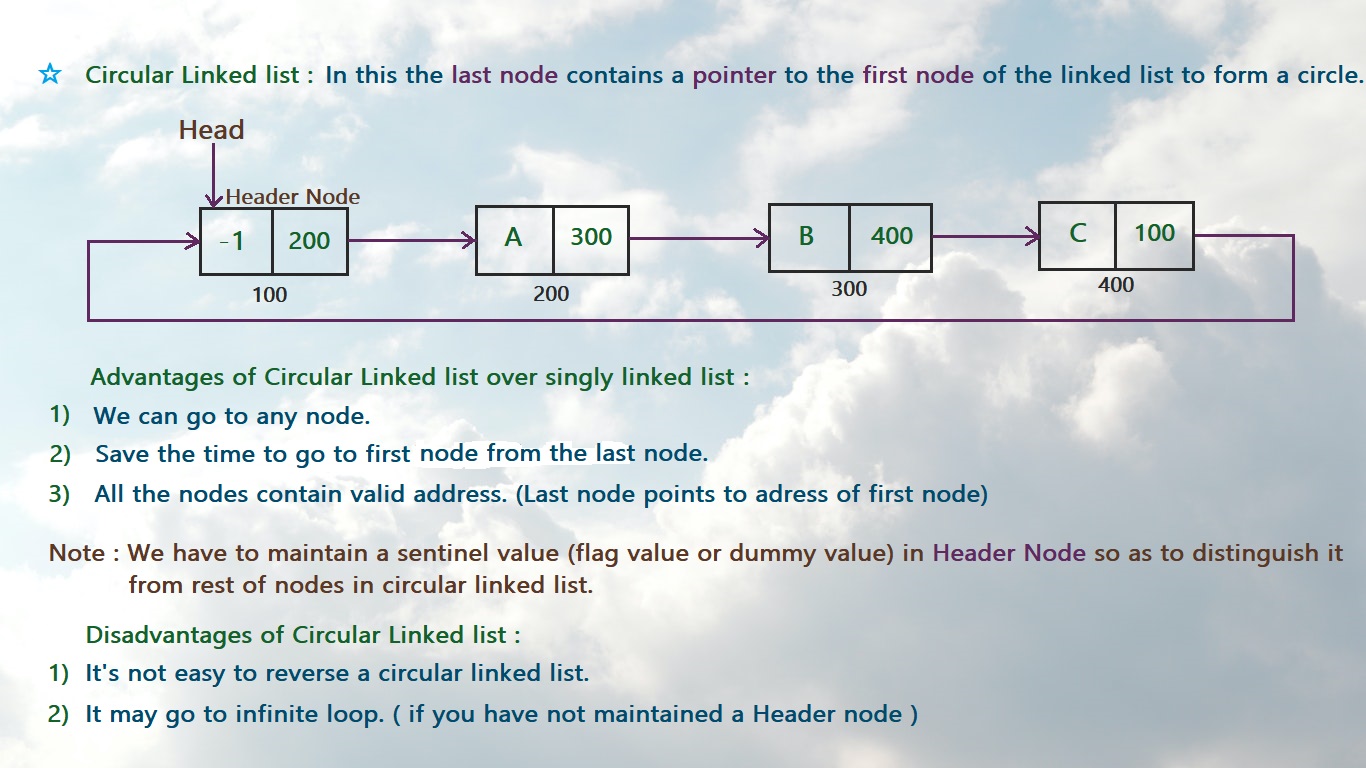 ☆ Circular Linked list : In this the last node contains a pointer to the first node of the linked list to form a circle.
Head
Header Node
-1 200 A 300 B 400 C 100
100 200 300 400
Advantages of Circular Linked list over singly linked list :
1) We can go to any node.
2) Save the time to go to first node from the last node.
3) All the nodes contain valid address. (Last node points to adress of first node)
Note : We have to maintain a sentinel value (flag value or dummy value) in Header Node so as to distinguish it
from rest of nodes in circular linked list.
Disadvantages of Circular Linked list :
1) It's not easy to reverse a circular linked list.
2) It may go to infinite loop. ( if you have not maintained a Header node )